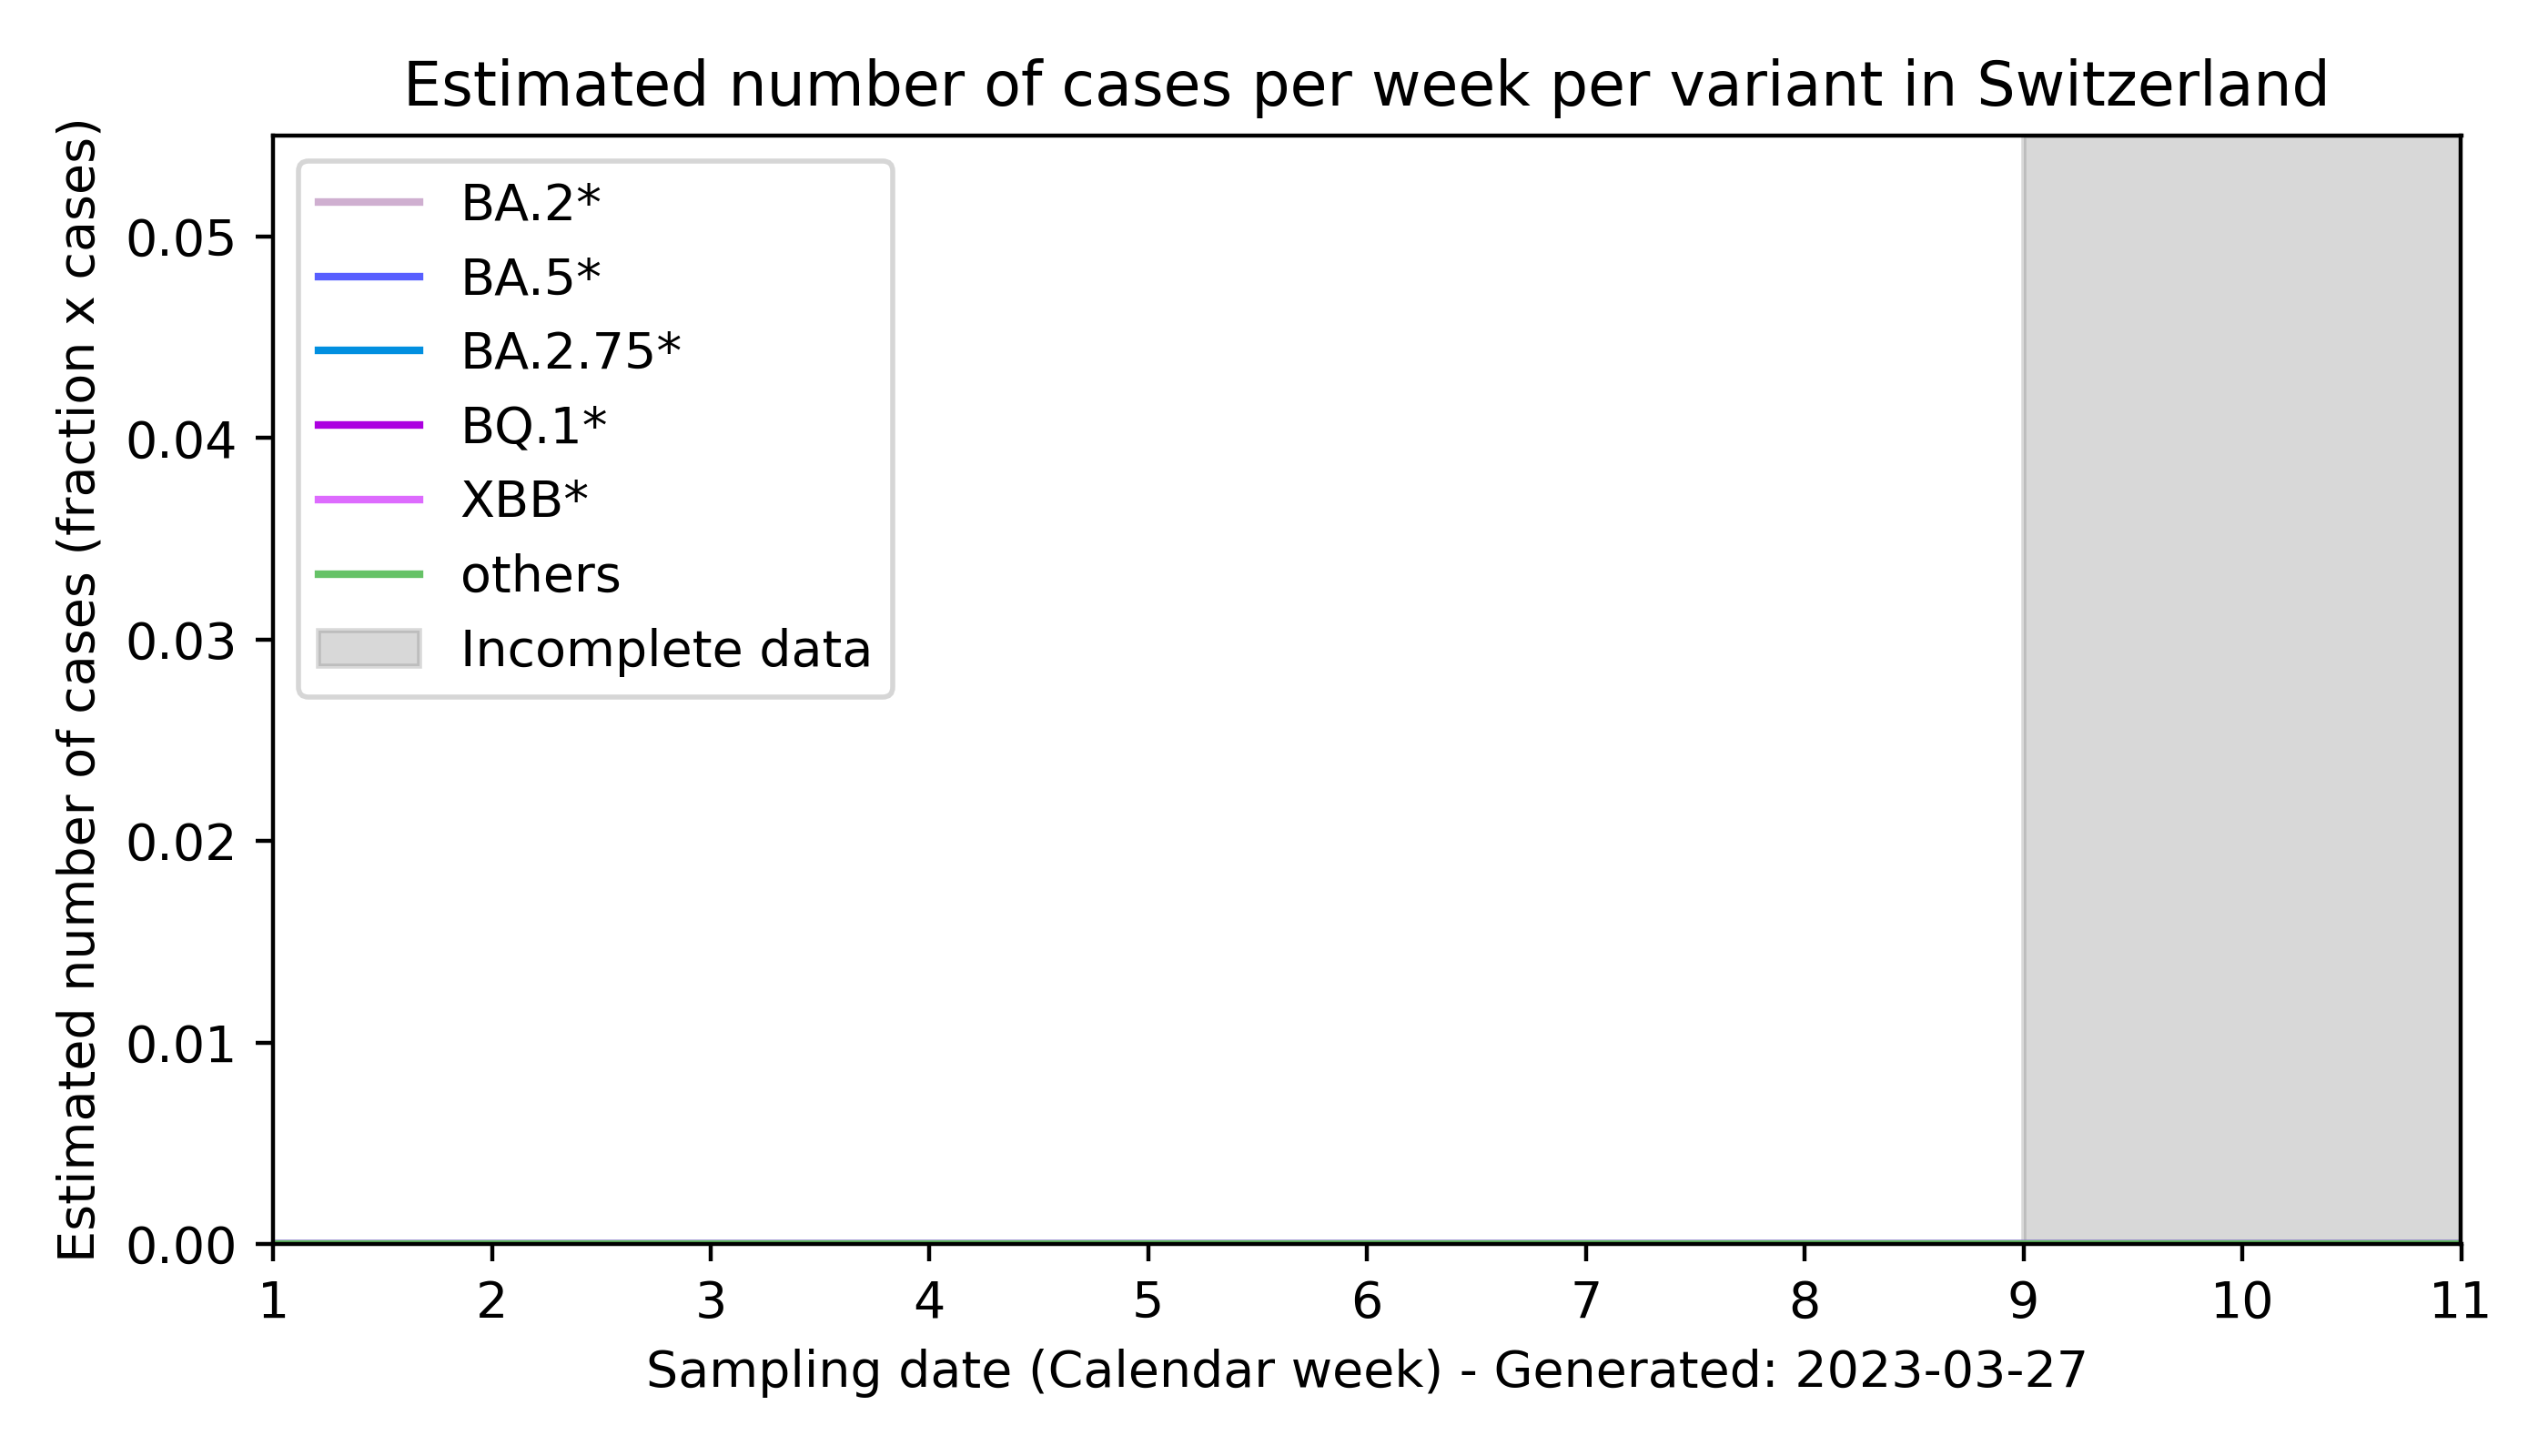 Estimated number of cases per week per variant in Switzerland
Estimated number of cases (fraction x cases)
0.05
0.04
0.03
0.02
0.01
0.00
BA.2*
BA.5*
BA.2.75*
BQ.1*
XBB*
others
Incomplete data
1 2 3 4 5 6 7 8 9 10 11
Sampling date (Calendar week) - Generated: 2023-03-27